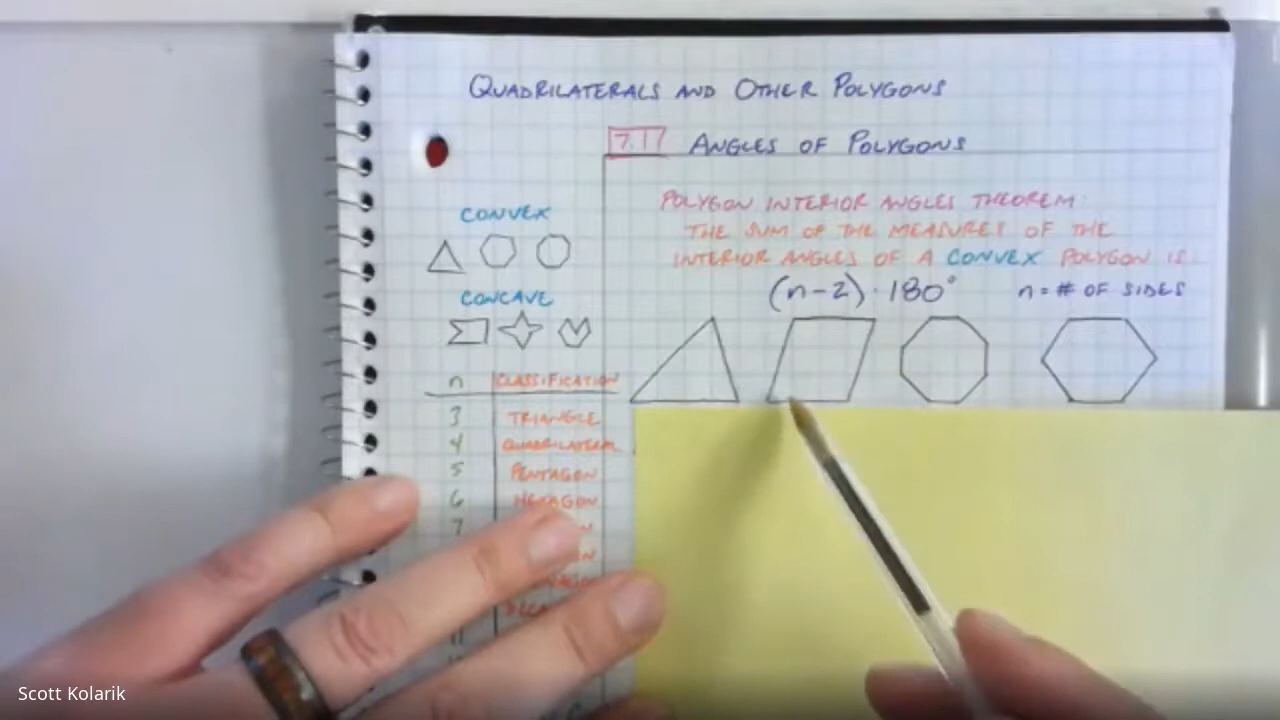 QUADRILATERALS AND OTHER POLYGONS
7.17 ANGLES OF POLYGONS
POLYGON INTERIOR ANGLES THEOREM:
THE SUM OF THE MEASURES OF THE
INTERIOR ANGLES OF A CONVEX POLYGON IS
(n-2)·180° n = # OF SIDES
CONVEX
CONCAVE
n CLASSIFICATION
3 TRIANGLE
4 QUADRILATERAL
5 PENTAGON
6 HEXAGON
7
Scott Kolarik